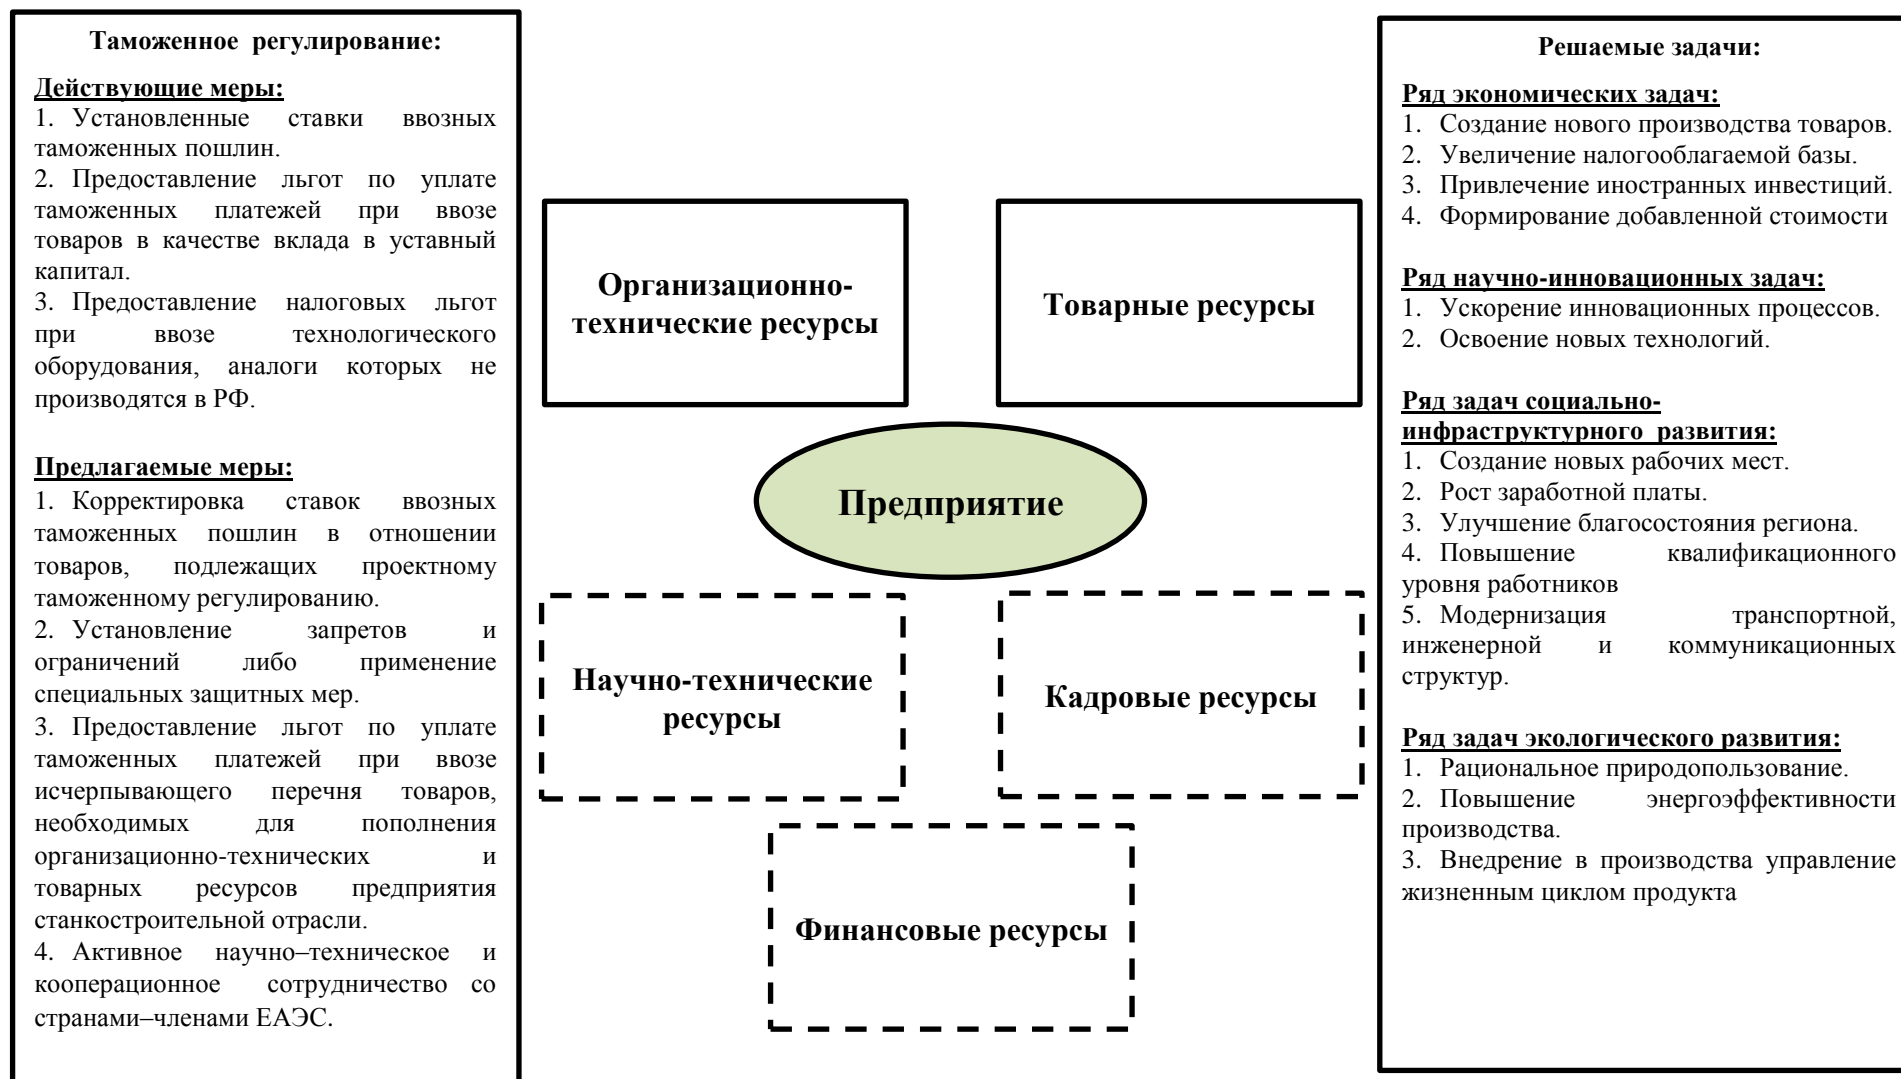 Таможенное регулирование:
Действующие меры:
1. Установленные ставки ввозных
таможенных пошлин.
2. Предоставление льгот по уплате
таможенных платежей при ввозе
товаров в качестве вклада в уставный
капитал.
3. Предоставление налоговых льгот
при ввозе технологического
оборудования, аналоги которых не
производятся в РФ.
Предлагаемые меры:
1. Корректировка ставок ввозных
таможенных пошлин в отношении
товаров, подлежащих проектному
таможенному регулированию.
2. Установление запретов и
ограничений либо применение
специальных защитных мер.
3. Предоставление льгот по уплате
таможенных платежей при ввозе
исчерпывающего перечня товаров,
необходимых для пополнения
организационно-технических и
товарных ресурсов предприятия
станкостроительной отрасли.
4. Активное научно–техническое и
кооперационное сотрудничество со
странами–членами ЕАЭС.
Организационно-
технические ресурсы
Товарные ресурсы
Предприятие
Научно-технические
ресурсы
Кадровые ресурсы
Финансовые ресурсы
Решаемые задачи:
Ряд экономических задач:
1. Создание нового производства товаров.
2. Увеличение налогооблагаемой базы.
3. Привлечение иностранных инвестиций.
4. Формирование добавленной стоимости
Ряд научно-инновационных задач:
1. Ускорение инновационных процессов.
2. Освоение новых технологий.
Ряд задач социально-
инфраструктурного развития:
1. Создание новых рабочих мест.
2. Рост заработной платы.
3. Улучшение благосостояния региона.
4. Повышение квалификационного
уровня работников
5. Модернизация транспортной,
инженерной и коммуникационных
структур.
Ряд задач экологического развития:
1. Рациональное природопользование.
2. Повышение энергоэффективности
производства.
3. Внедрение в производства управление
жизненным циклом продукта